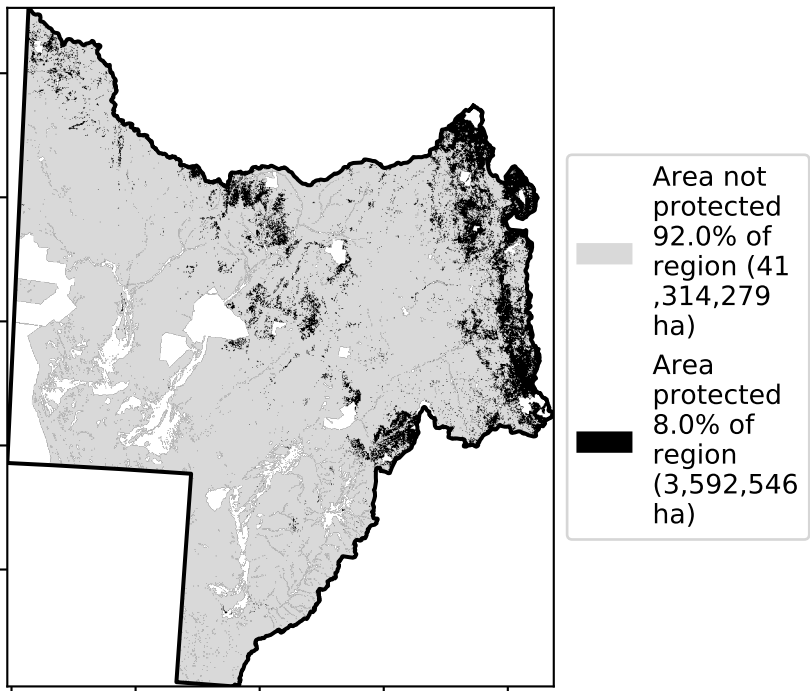 Area not
protected
92.0% of
region (41
,314,279
ha)
Area
protected
8.0% of
region
(3,592,546
ha)